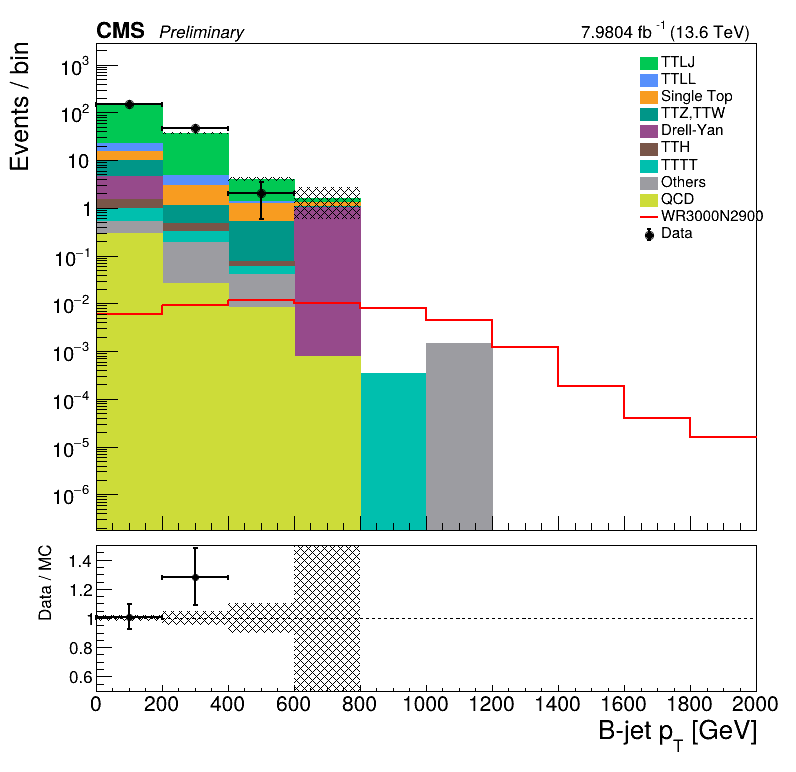 CMS Preliminary 7.9804 fb⁻¹ (13.6 TeV)
Events / bin
10³
10²
10
1
10⁻¹
10⁻²
10⁻³
10⁻⁴
10⁻⁵
10⁻⁶
TTLJ
TTLL
Single Top
TTZ,TTW
Drell-Yan
TTH
TTTT
Others
QCD
WR3000N2900
Data
Data / MC
1.4
1.2
1
0.8
0.6
0 200 400 600 800 1000 1200 1400 1600 1800 2000
B-jet p_T [GeV]